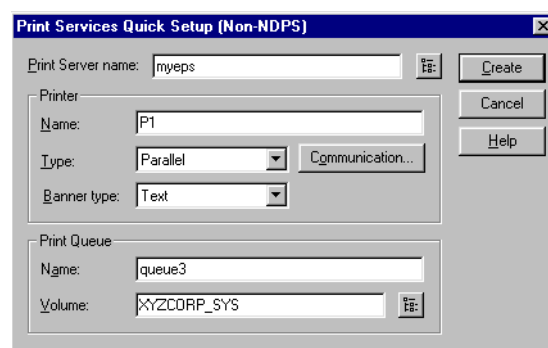 Print Services Quick Setup (Non-NDPS)
Print Server name: myeps
Create
Printer
Cancel
Name: P1
Help
Type: Parallel Communication...
Banner type: Text
Print Queue
Name: queue3
Volume: XYZCORP_SYS